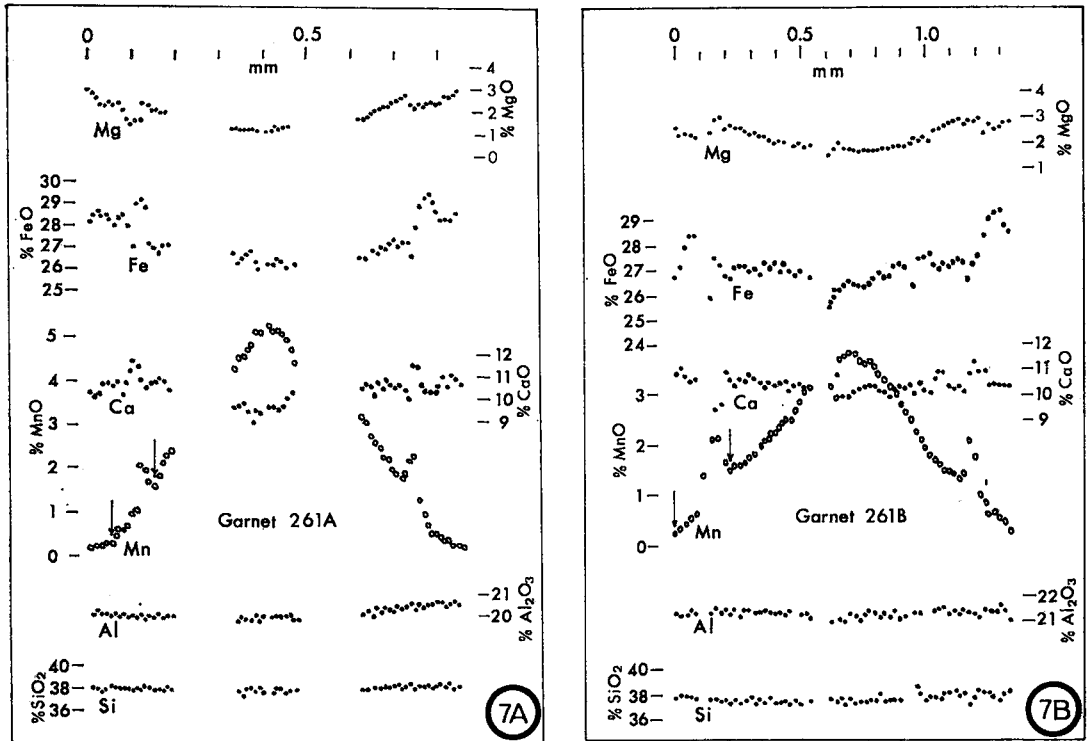 0 0.5
mm
4
3
2
1
0
% MgO
Mg
30
29
28
27
26
25
% FeO
Fe
5
4
3
2
1
0
% MnO
12
11
10
9
% CaO
Ca
Mn
Garnet 261A
21
20
% Al₂O₃
Al
40
38
36
%SiO₂
Si
7A
0 0.5 1.0
mm
4
3
2
1
% MgO
Mg
29
28
27
26
25
24
% FeO
Fe
12
11
10
9
% CaO
Ca
3
2
1
0
% MnO
Mn
Garnet 261B
22
21
% Al₂O₃
Al
40
38
36
%SiO₂
Si
7B